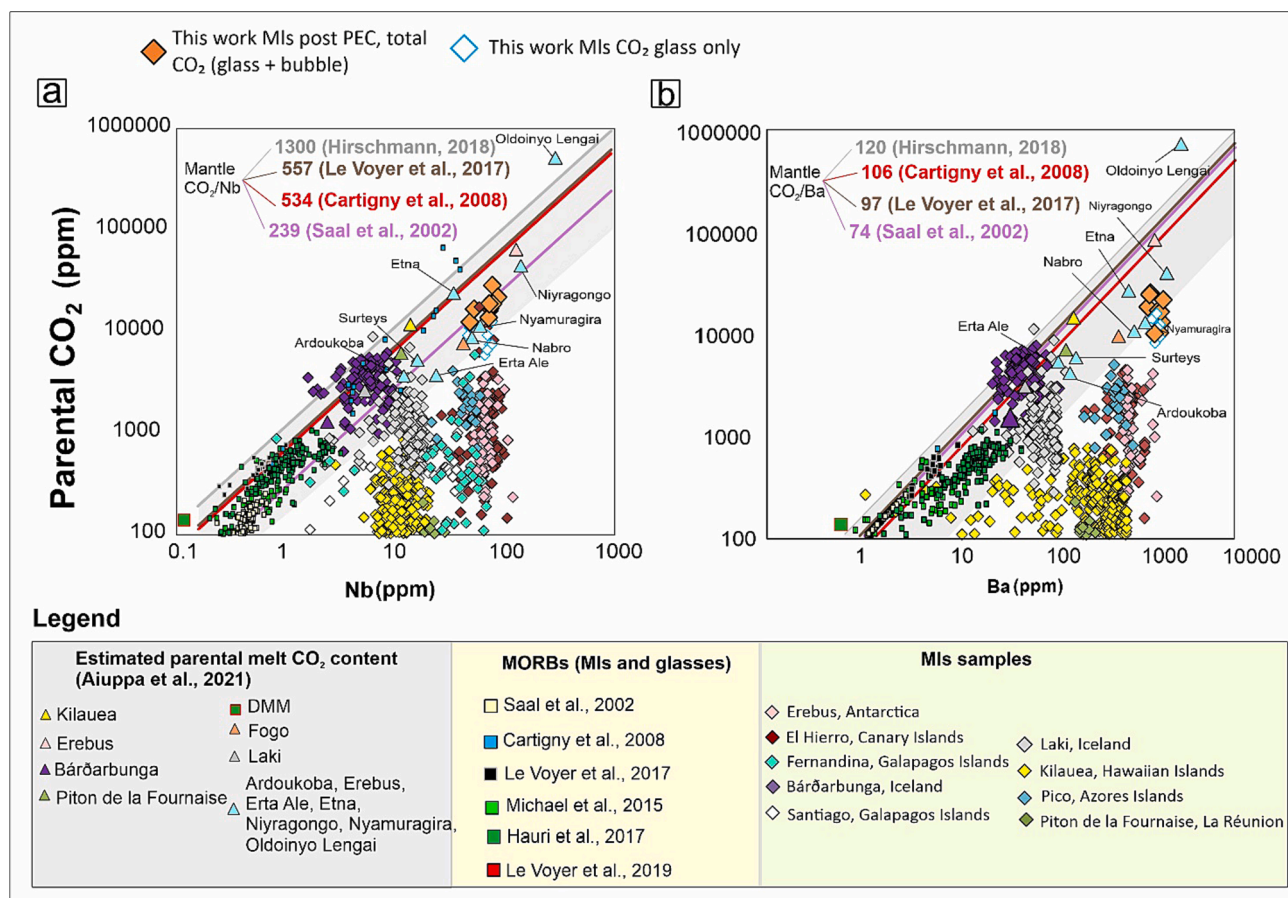 This work MIs post PEC, total
CO₂ (glass + bubble)
This work MIs CO₂ glass only
a
b
Parental CO₂ (ppm)
1000000
100000
10000
1000
100
0.1
1
10
100
1000
Nb(ppm)
Mantle
CO₂/Nb
1300 (Hirschmann, 2018)
557 (Le Voyer et al., 2017)
534 (Cartigny et al., 2008)
239 (Saal et al., 2002)
Oldoinyo Lengai
Etna
Niyragongo
Surteys
Nyamuragira
Ardoukoba
Nabro
Erta Ale
1000000
100000
10000
1000
100
1
10
100
1000
10000
Ba(ppm)
Mantle
CO₂/Ba
120 (Hirschmann, 2018)
106 (Cartigny et al., 2008)
97 (Le Voyer et al., 2017)
74 (Saal et al., 2002)
Oldoinyo Lengai
Niyragongo
Etna
Nabro
Erta Ale
Nyamuragira
Surteys
Ardoukoba
Legend
Estimated parental melt CO₂ content
(Aiuppa et al., 2021)
Kilauea
Erebus
Bárðarbunga
Piton de la Fournaise
DMM
Fogo
Laki
Ardoukoba, Erebus,
Erta Ale, Etna,
Niyragongo, Nyamuragira,
Oldoinyo Lengai
MORBs (MIs and glasses)
Saal et al., 2002
Cartigny et al., 2008
Le Voyer et al., 2017
Michael et al., 2015
Hauri et al., 2017
Le Voyer et al., 2019
MIs samples
Erebus, Antarctica
El Hierro, Canary Islands
Fernandina, Galapagos Islands
Bárðarbunga, Iceland
Santiago, Galapagos Islands
Laki, Iceland
Kilauea, Hawaiian Islands
Pico, Azores Islands
Piton de la Fournaise, La Réunion